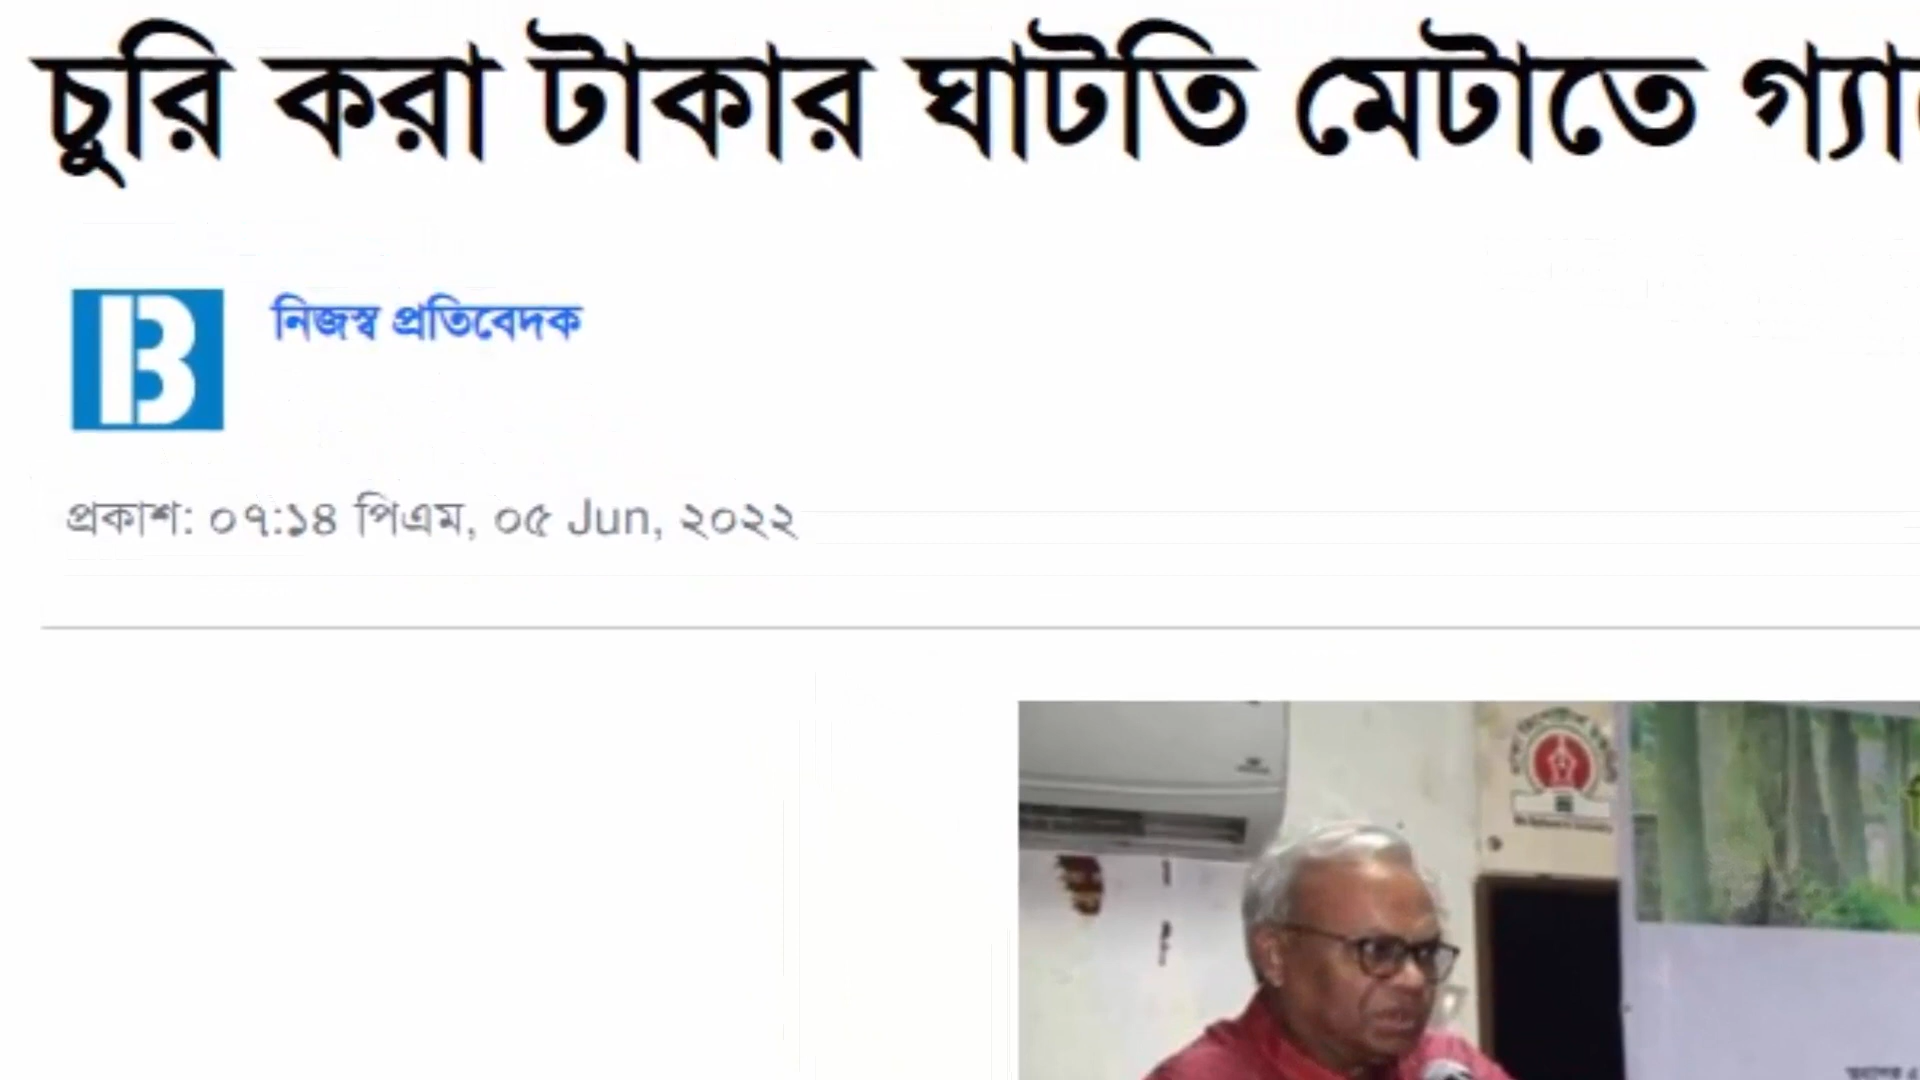 চুরি করা টাকার ঘাটতি মেটাতে
B
নিজস্ব প্রতিবেদক
প্রকাশ: ০৭:১৪ পিএম, ০৫ Jun, ২০২২